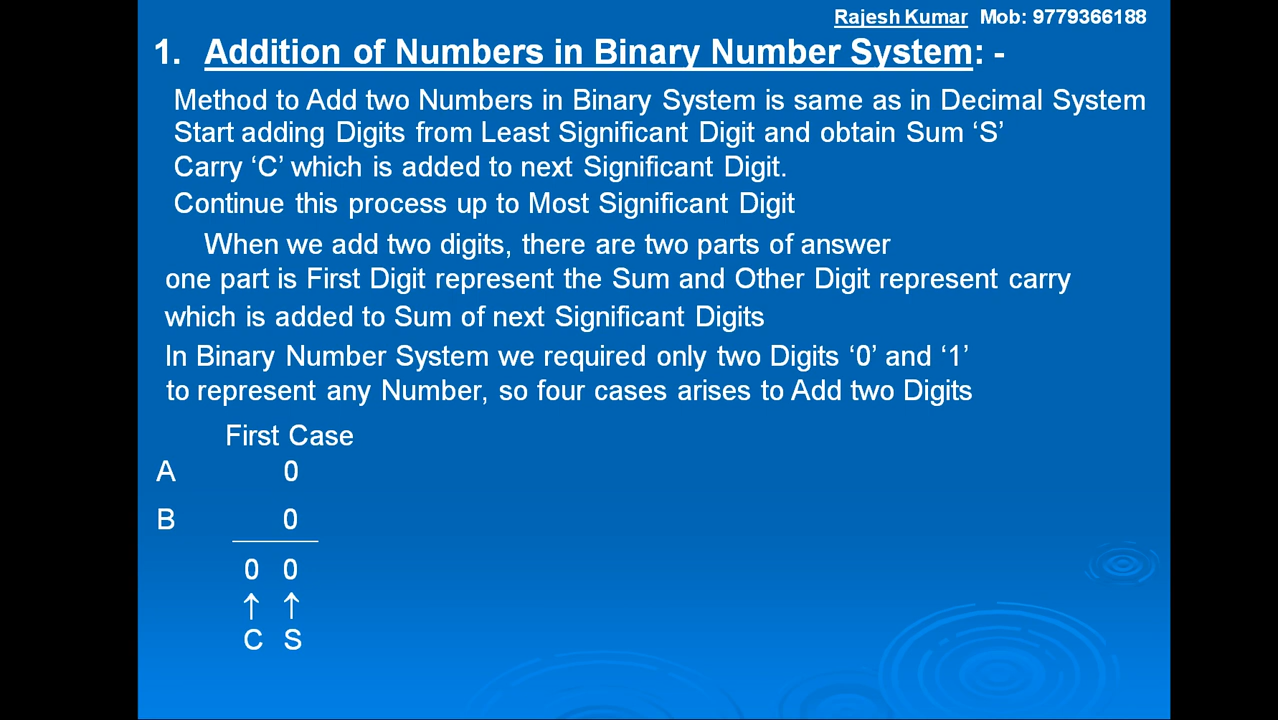 Rajesh Kumar Mob: 9779366188
1. Addition of Numbers in Binary Number System: -
Method to Add two Numbers in Binary System is same as in Decimal System
Start adding Digits from Least Significant Digit and obtain Sum ‘S’
Carry ‘C’ which is added to next Significant Digit.
Continue this process up to Most Significant Digit
When we add two digits, there are two parts of answer
one part is First Digit represent the Sum and Other Digit represent carry
which is added to Sum of next Significant Digits
In Binary Number System we required only two Digits ‘0’ and ‘1’
to represent any Number, so four cases arises to Add two Digits
First Case
A 0
B 0
0 0
↑ ↑
C S